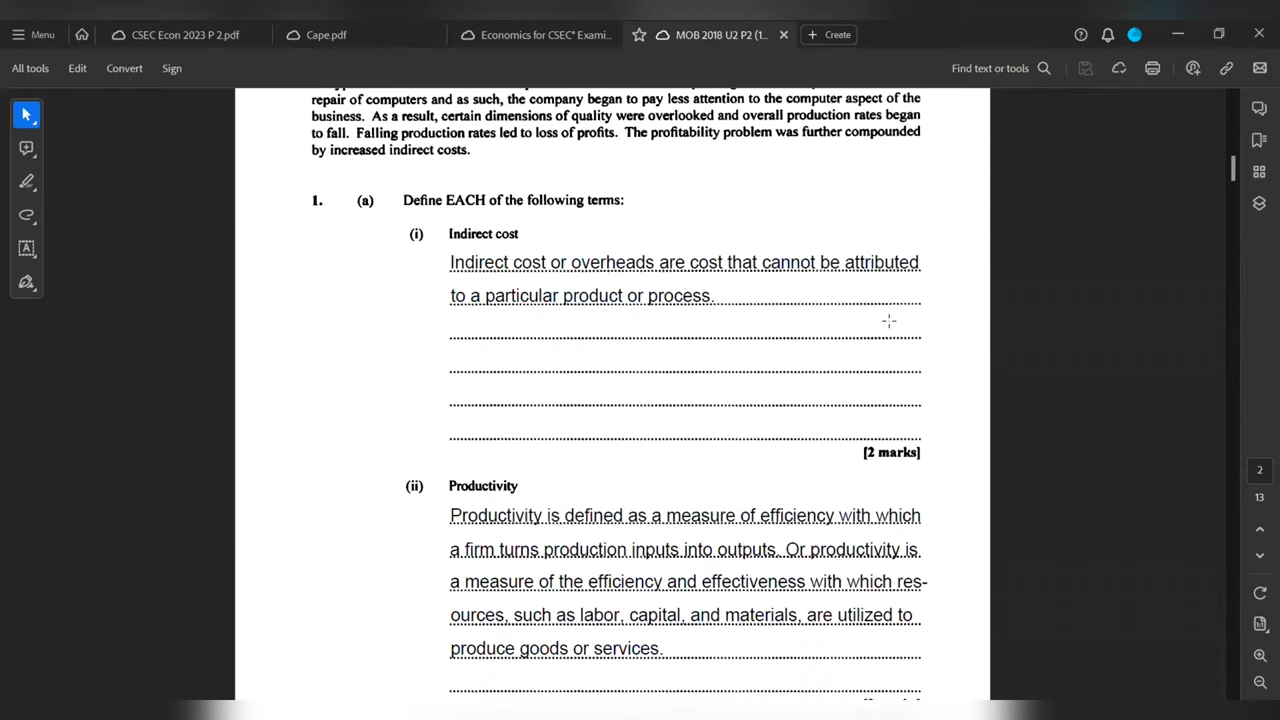 Menu
CSEC Econ 2023 P 2.pdf
Cape.pdf
Economics for CSEC® Exami...
MOB 2018 U2 P2 (1...
Create
All tools Edit Convert Sign
Find text or tools
repair of computers and as such, the company began to pay less attention to the computer aspect of the
business. As a result, certain dimensions of quality were overlooked and overall production rates began
to fall. Falling production rates led to loss of profits. The profitability problem was further compounded
by increased indirect costs.
1. (a) Define EACH of the following terms:
(i) Indirect cost
Indirect cost or overheads are cost that cannot be attributed
to a particular product or process.
[2 marks]
(ii) Productivity
Productivity is defined as a measure of efficiency with which
a firm turns production inputs into outputs. Or productivity is
a measure of the efficiency and effectiveness with which res-
ources, such as labor, capital, and materials, are utilized to
produce goods or services.
2
13